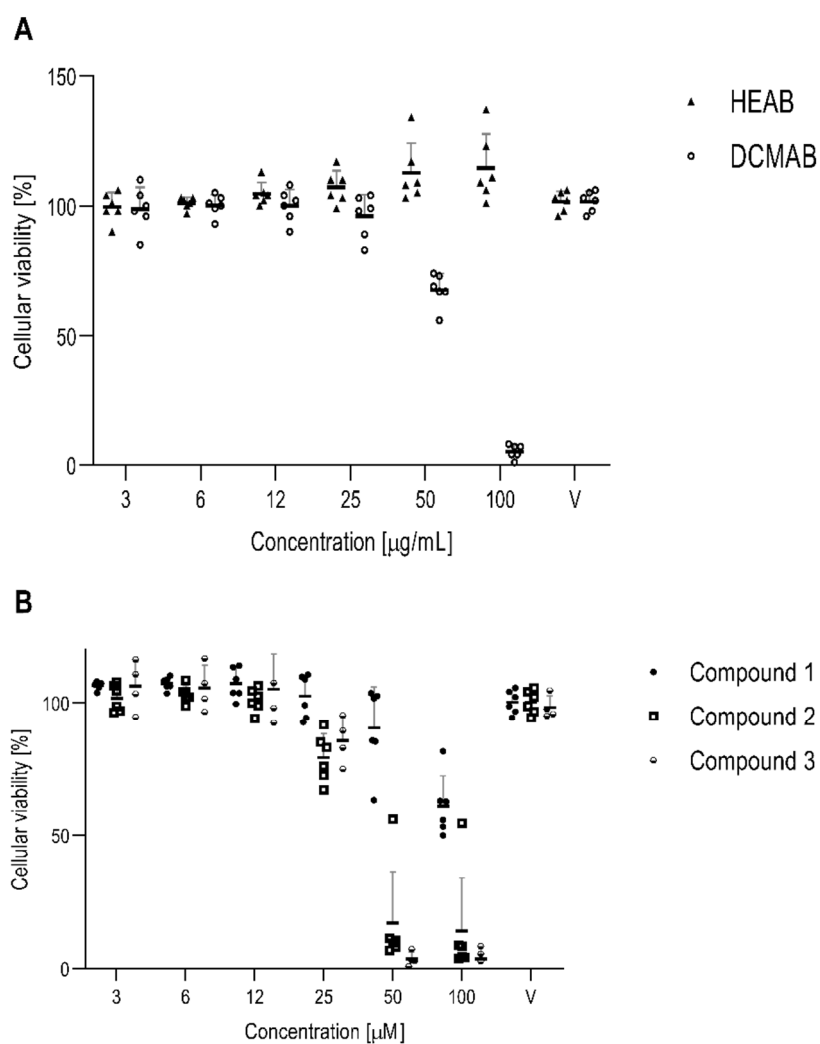 A
150
100
50
0
Cellular viability [%]
3 6 12 25 50 100 V
Concentration [μg/mL]
HEAB
DCMAB
B
100
50
0
Cellular viability [%]
3 6 12 25 50 100 V
Concentration [μM]
Compound 1
Compound 2
Compound 3